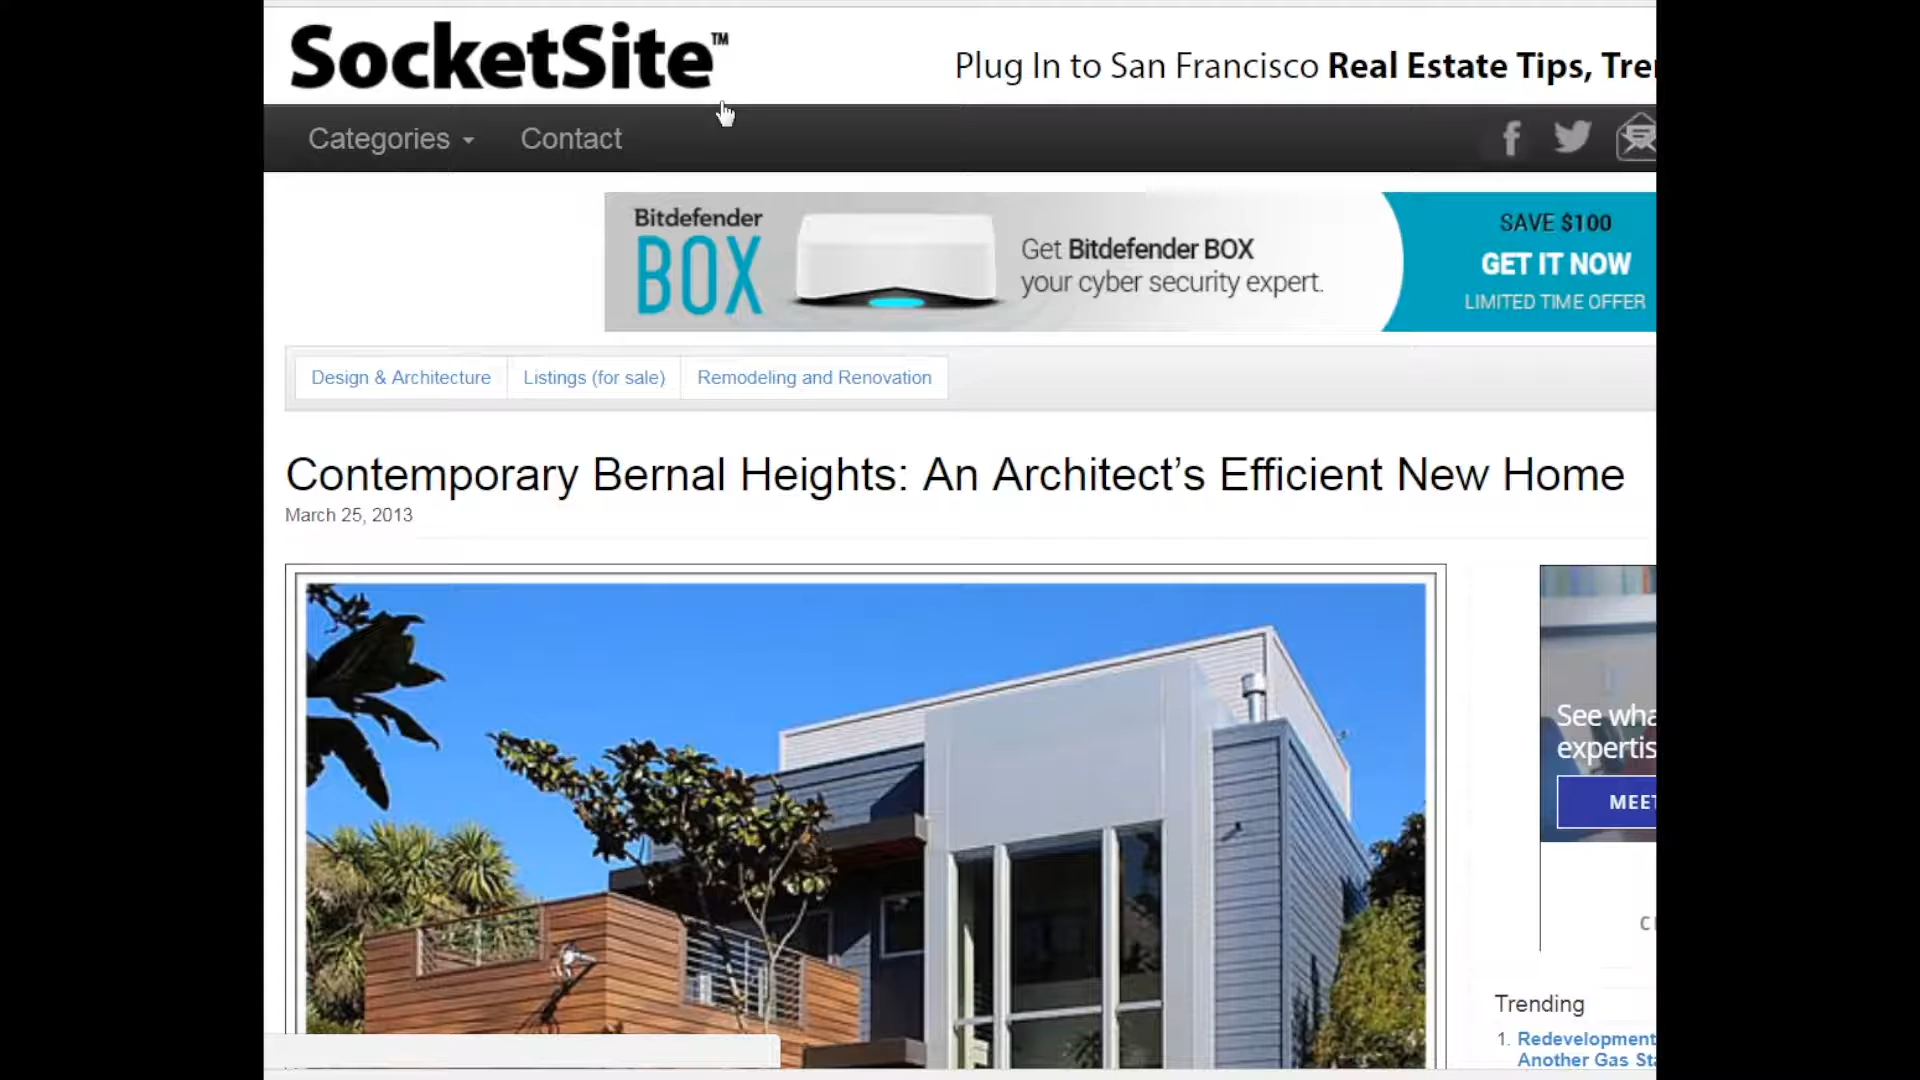 SocketSite™
Plug In to San Francisco Real Estate Tips, Tre
Categories
Contact
Bitdefender
BOX
Get Bitdefender BOX
your cyber security expert.
SAVE $100
GET IT NOW
LIMITED TIME OFFER
Design & Architecture
Listings (for sale)
Remodeling and Renovation
Contemporary Bernal Heights: An Architect’s Efficient New Home
March 25, 2013
See wha
expertis
MEET
Trending
1. Redevelopment
Another Gas Sta